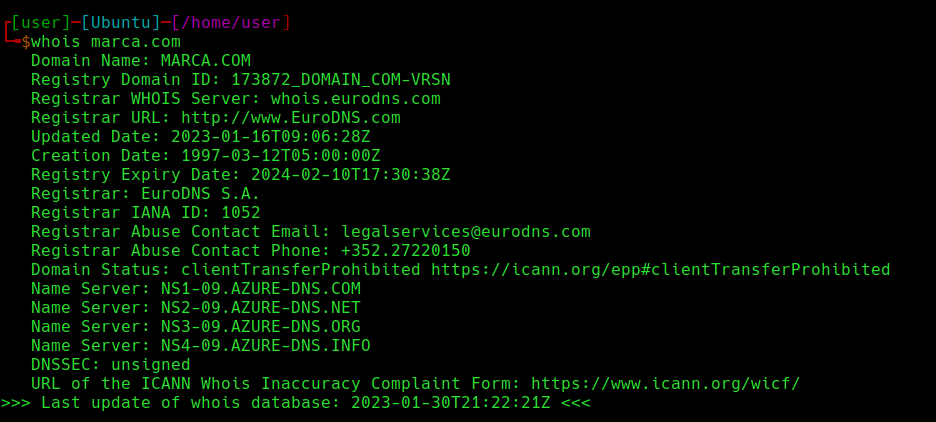 ┌[user]─[Ubuntu]─[/home/user]
└╼$whois marca.com
Domain Name: MARCA.COM
Registry Domain ID: 173872_DOMAIN_COM-VRSN
Registrar WHOIS Server: whois.eurodns.com
Registrar URL: http://www.EuroDNS.com
Updated Date: 2023-01-16T09:06:28Z
Creation Date: 1997-03-12T05:00:00Z
Registry Expiry Date: 2024-02-10T17:30:38Z
Registrar: EuroDNS S.A.
Registrar IANA ID: 1052
Registrar Abuse Contact Email: legalservices@eurodns.com
Registrar Abuse Contact Phone: +352.27220150
Domain Status: clientTransferProhibited https://icann.org/epp#clientTransferProhibited
Name Server: NS1-09.AZURE-DNS.COM
Name Server: NS2-09.AZURE-DNS.NET
Name Server: NS3-09.AZURE-DNS.ORG
Name Server: NS4-09.AZURE-DNS.INFO
DNSSEC: unsigned
URL of the ICANN Whois Inaccuracy Complaint Form: https://www.icann.org/wicf/
>>> Last update of whois database: 2023-01-30T21:22:21Z <<<